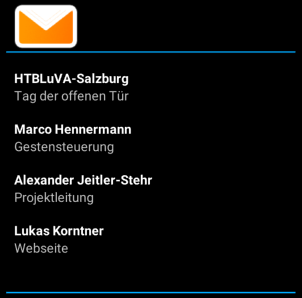 HTBLuVA-Salzburg
Tag der offenen Tür
Marco Hennermann
Gestensteuerung
Alexander Jeitler-Stehr
Projektleitung
Lukas Korntner
Webseite